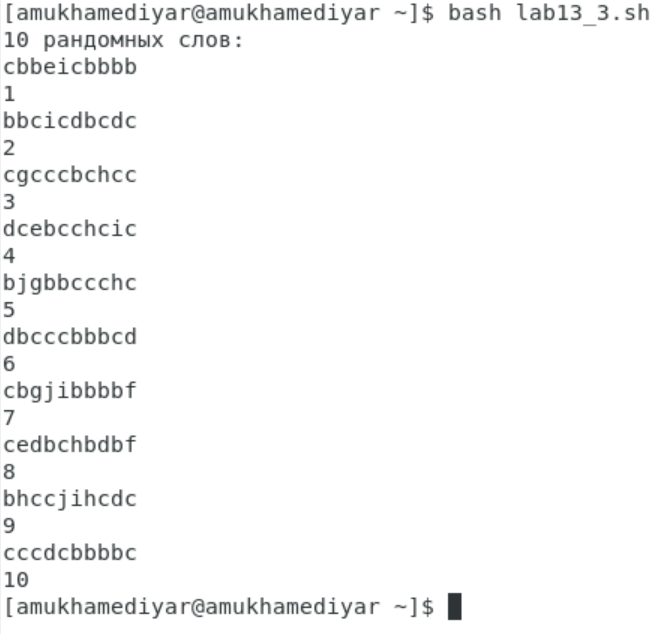 [amukhamediyar@amukhamediyar ~]$ bash lab13_3.sh
10 рандомных слов:
cbbeicbbbb
1
bbcicdbcdc
2
cgcccbchcc
3
dcebcchcic
4
bjgbbccchc
5
dbcccbbbcd
6
cbgjibbbbf
7
cedbchbdbf
8
bhccjihcdc
9
cccdcbbbbc
10
[amukhamediyar@amukhamediyar ~]$